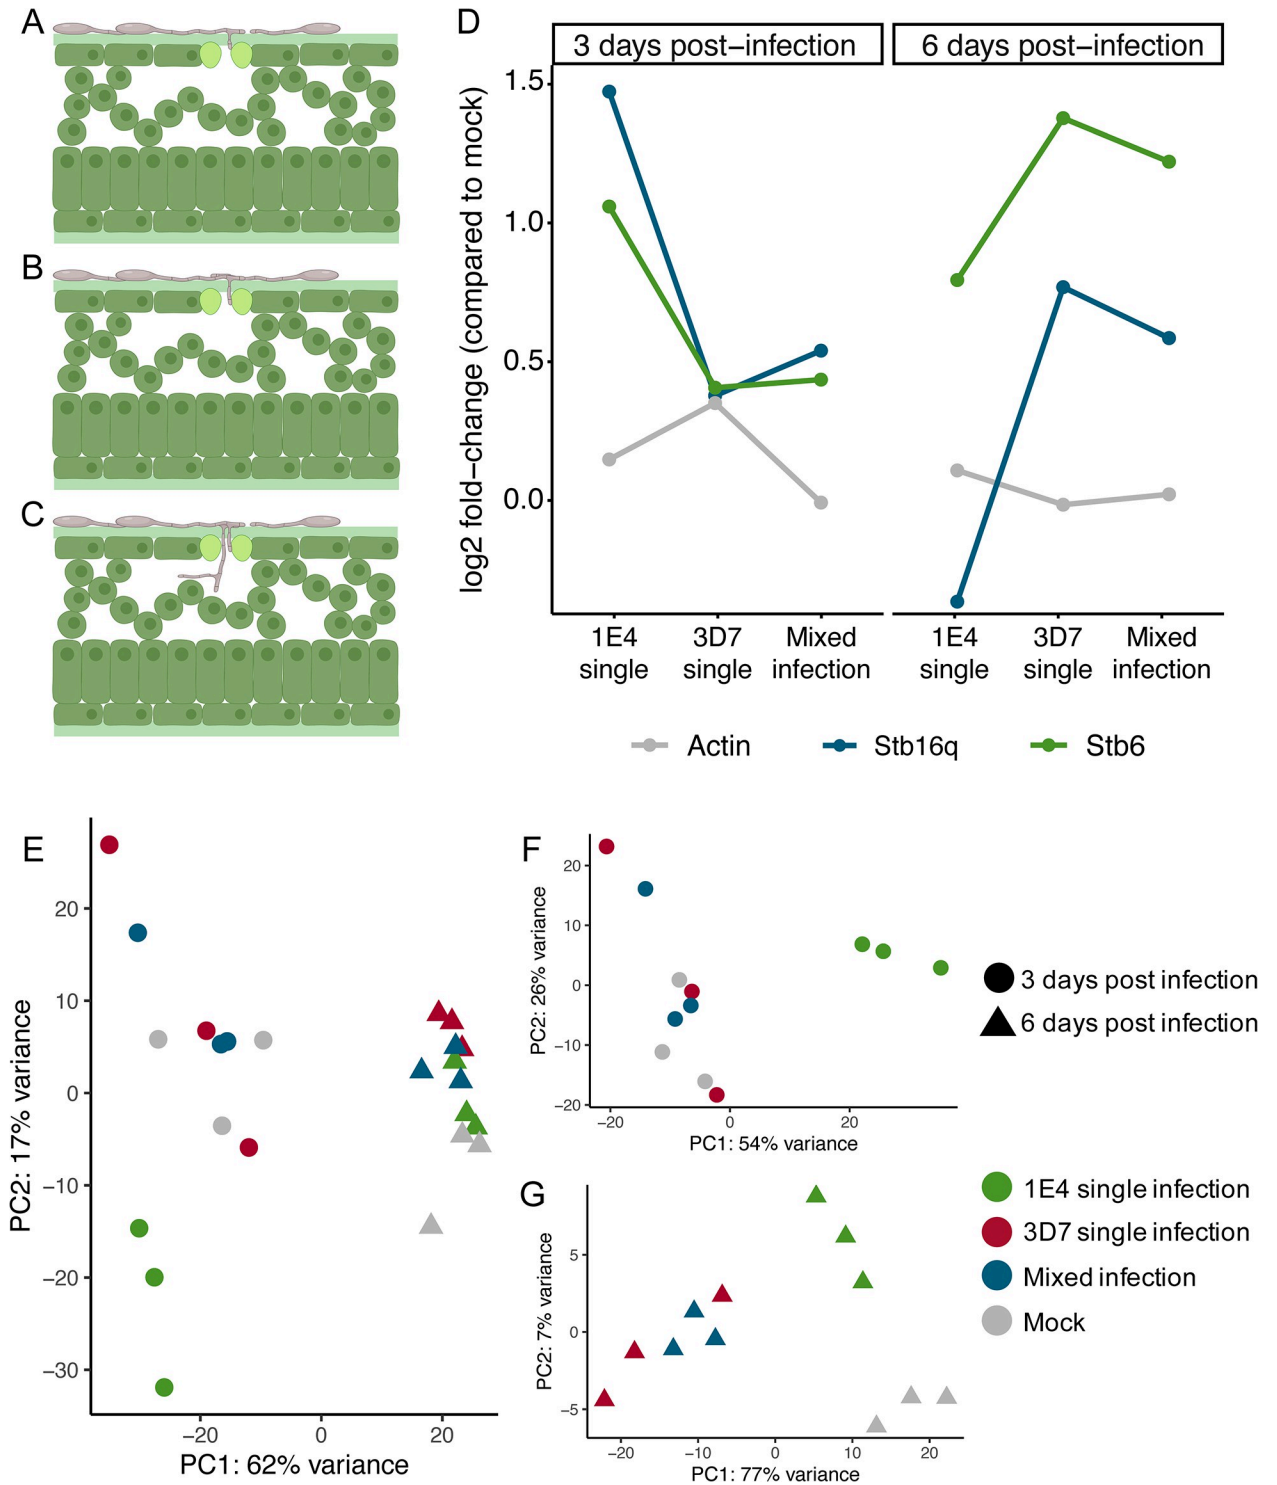 A
B
C
D
3 days post–infection
6 days post–infection
log2 fold–change (compared to mock)
1.5
1.0
0.5
0.0
1E4 single
3D7 single
Mixed infection
1E4 single
3D7 single
Mixed infection
Actin
Stb16q
Stb6
E
PC2: 17% variance
20
10
0
−10
−20
−30
−20
0
20
PC1: 62% variance
F
PC2: 26% variance
20
10
0
−10
−20
−20
0
20
PC1: 54% variance
3 days post infection
6 days post infection
G
PC2: 7% variance
5
0
−5
−20
−10
0
10
20
PC1: 77% variance
1E4 single infection
3D7 single infection
Mixed infection
Mock